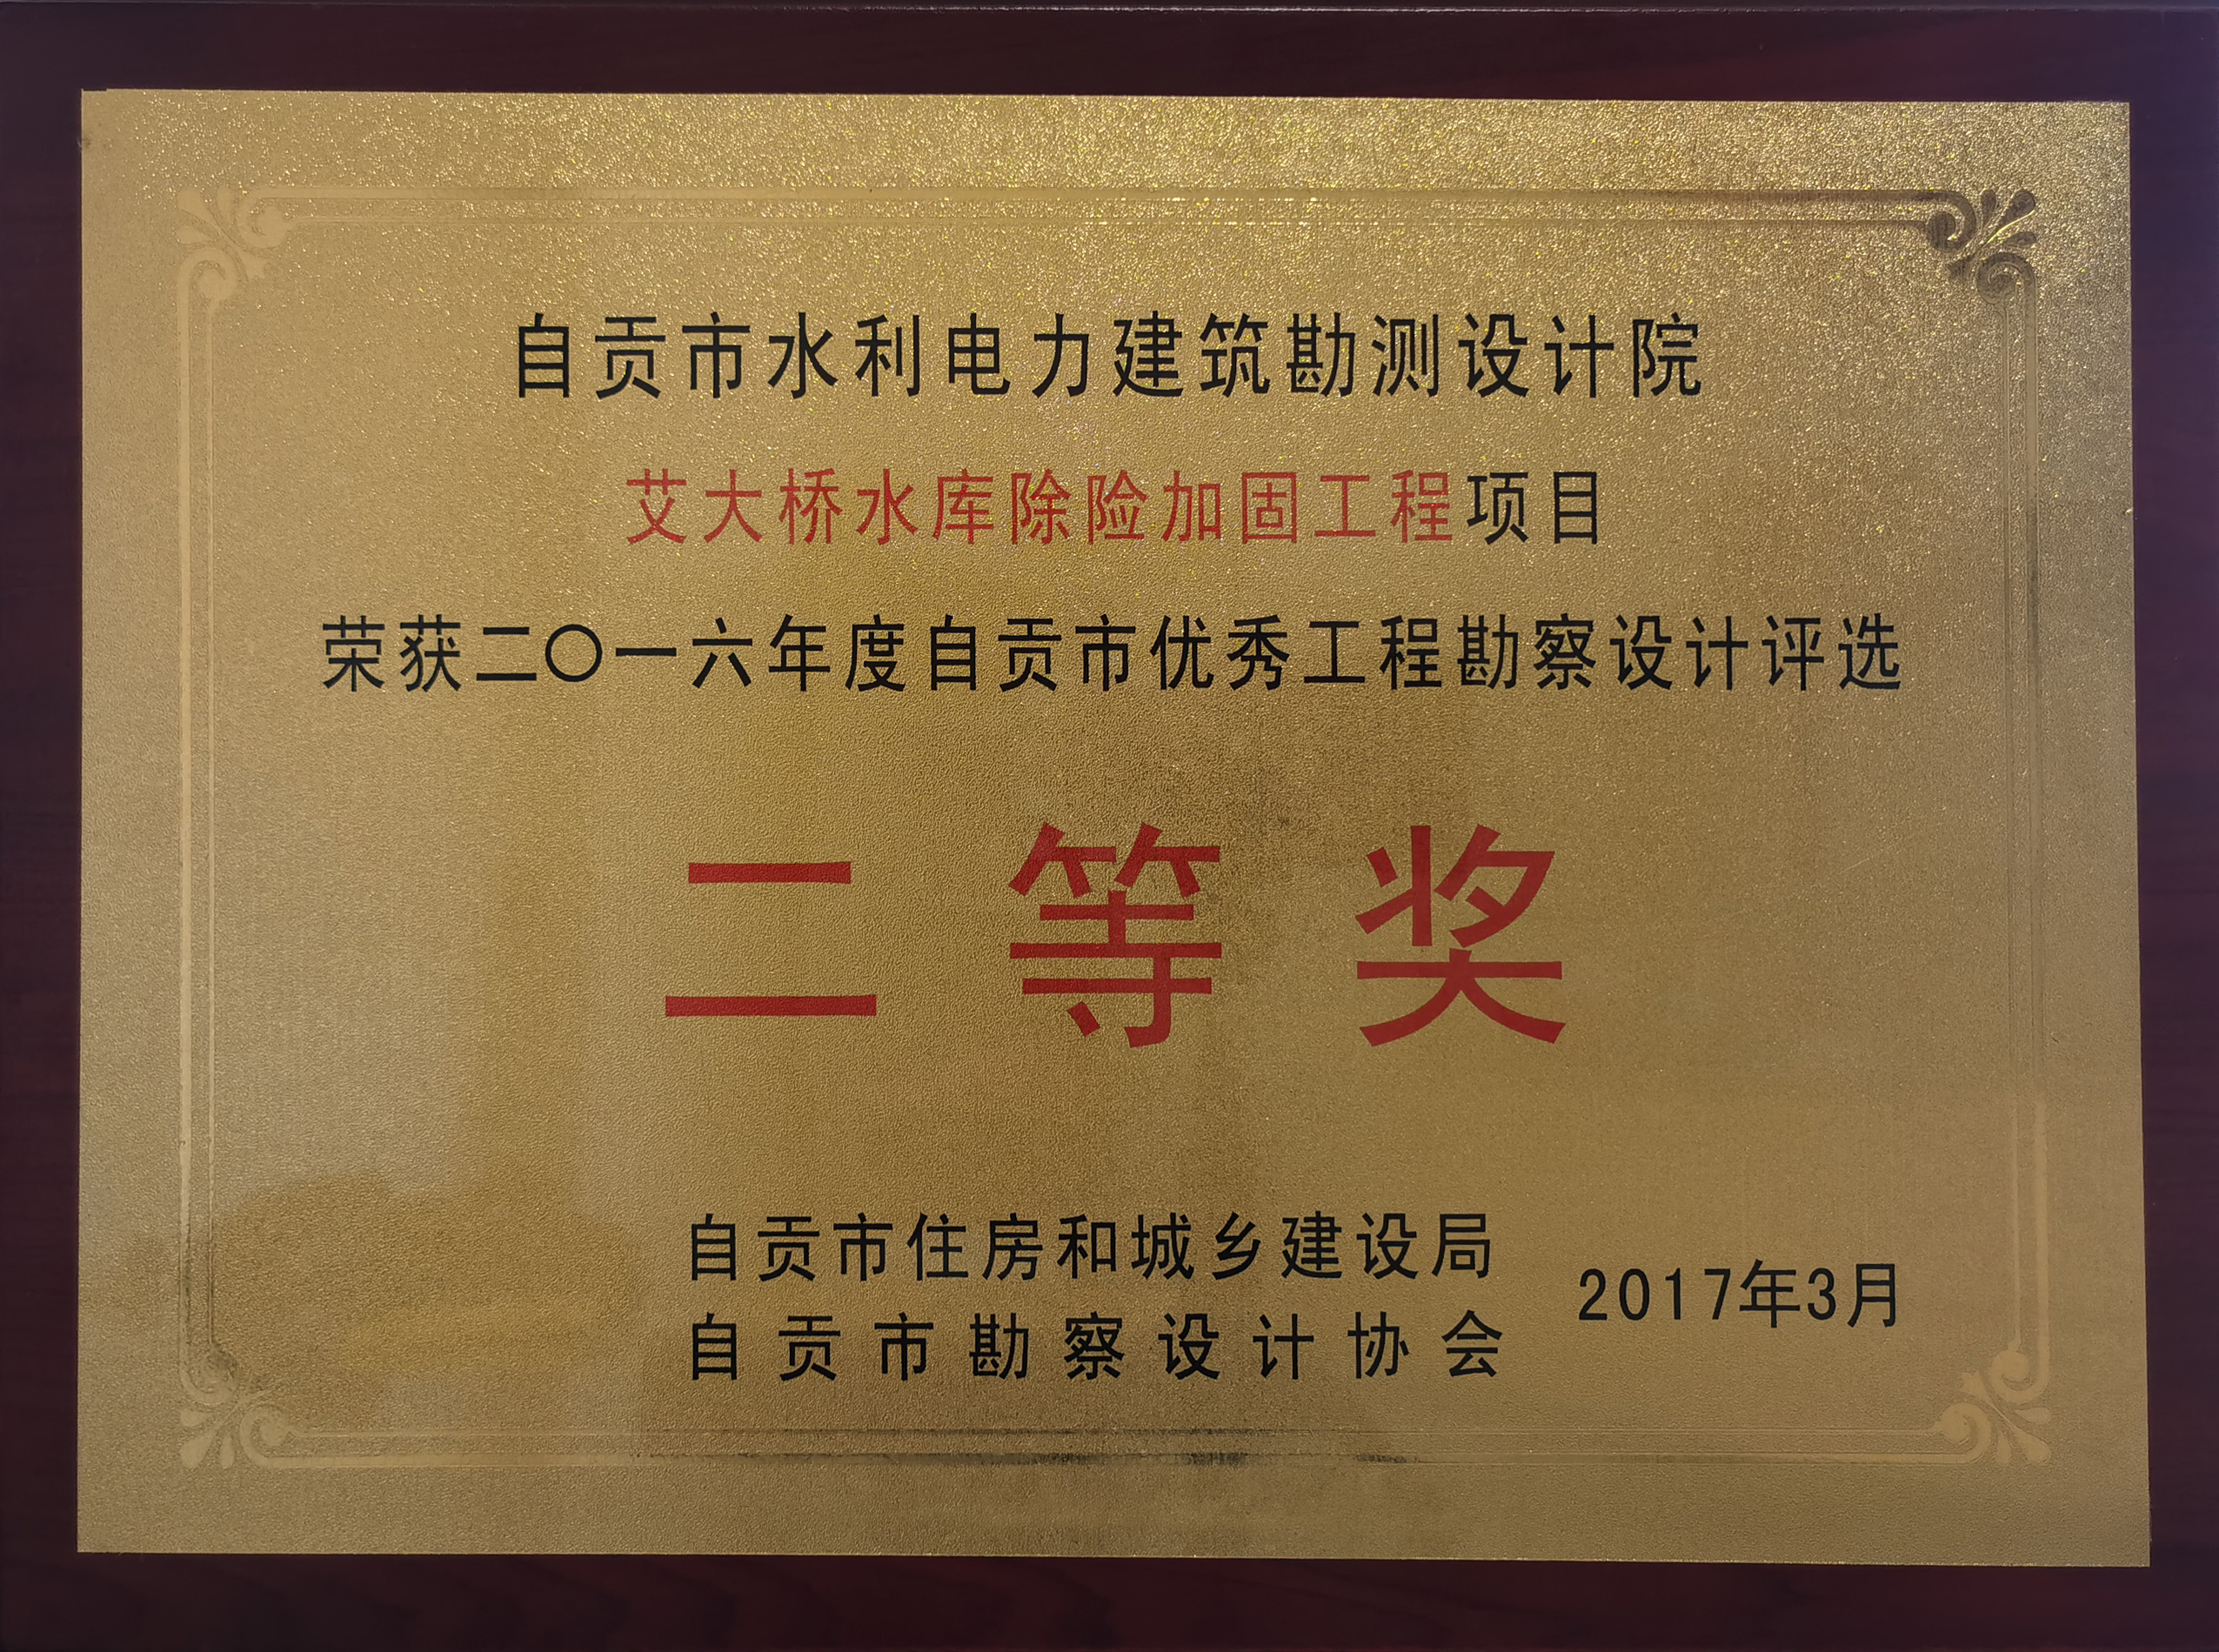 自贡市水利电力建筑勘测设计院
艾大桥水库除险加固工程项目
荣获二〇一六年度自贡市优秀工程勘察设计评选
二等奖
自贡市住房和城乡建设局
自贡市勘察设计协会
2017年3月